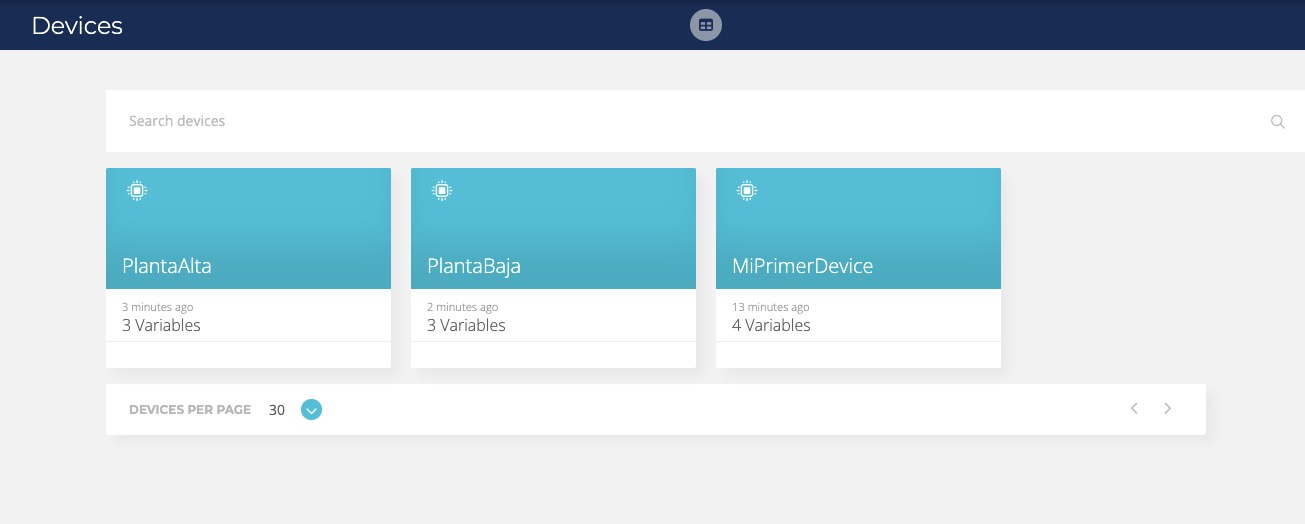 Devices
Search devices
PlantaAlta
3 minutes ago
3 Variables
PlantaBaja
2 minutes ago
3 Variables
MiPrimerDevice
13 minutes ago
4 Variables
DEVICES PER PAGE 30